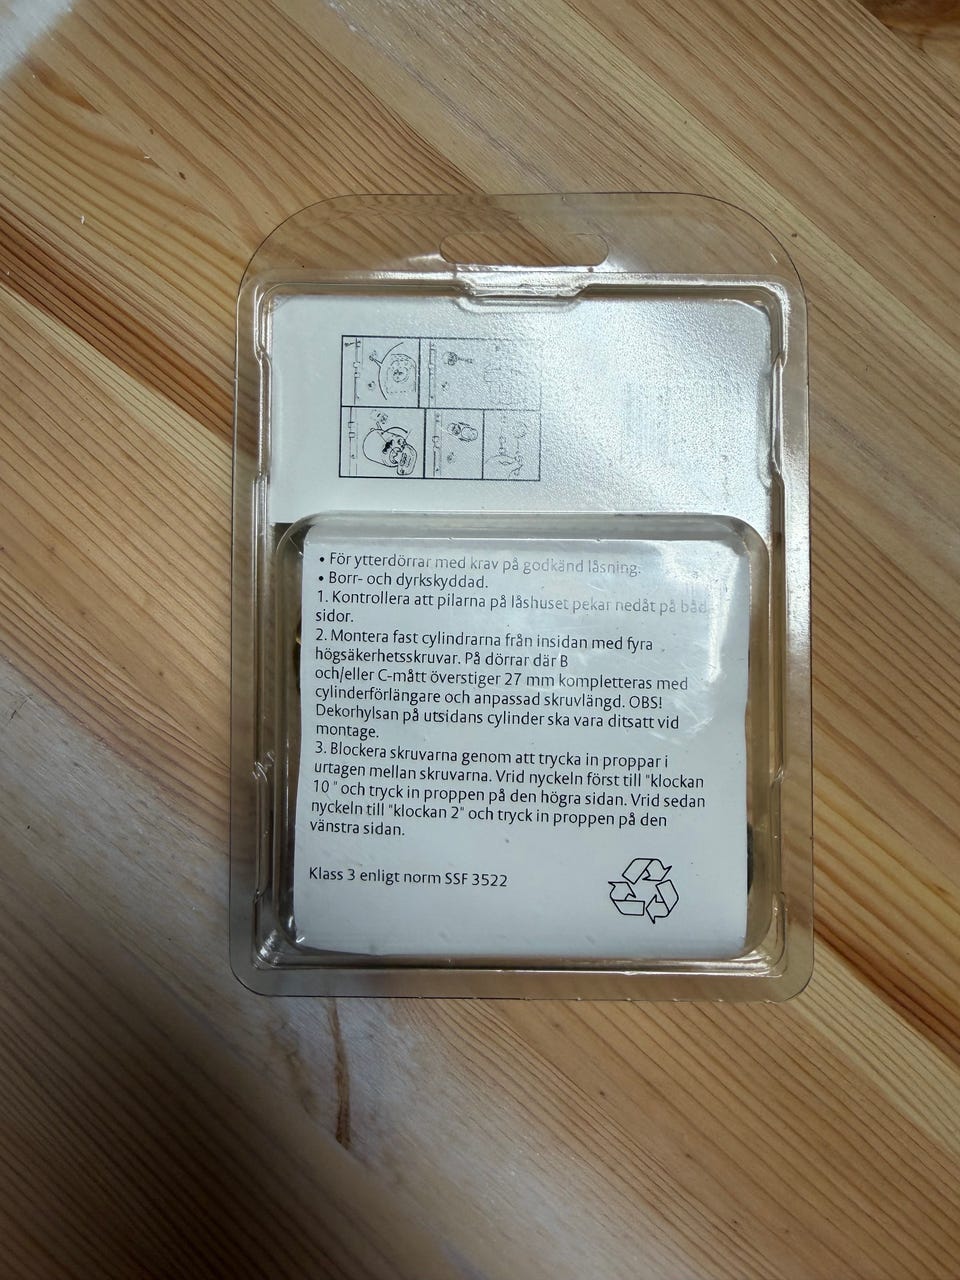 • För ytterdörrar med krav på godkänd låsning.
• Borr- och dyrkskyddad.
1. Kontrollera att pilarna på låshuset pekar nedåt på båd
sidor.
2. Montera fast cylindrarna från insidan med fyra
högsäkerhetsskruvar. På dörrar där B
och/eller C-mått överstiger 27 mm kompletteras med
cylinderförlängare och anpassad skruvlängd. OBS!
Dekorhylsan på utsidans cylinder ska vara ditsatt vid
montage.
3. Blockera skruvarna genom att trycka in proppar i
urtagen mellan skruvarna. Vrid nyckeln först till "klockan
10 " och tryck in proppen på den högra sidan. Vrid sedan
nyckeln till "klockan 2" och tryck in proppen på den
vänstra sidan.
Klass 3 enligt norm SSF 3522